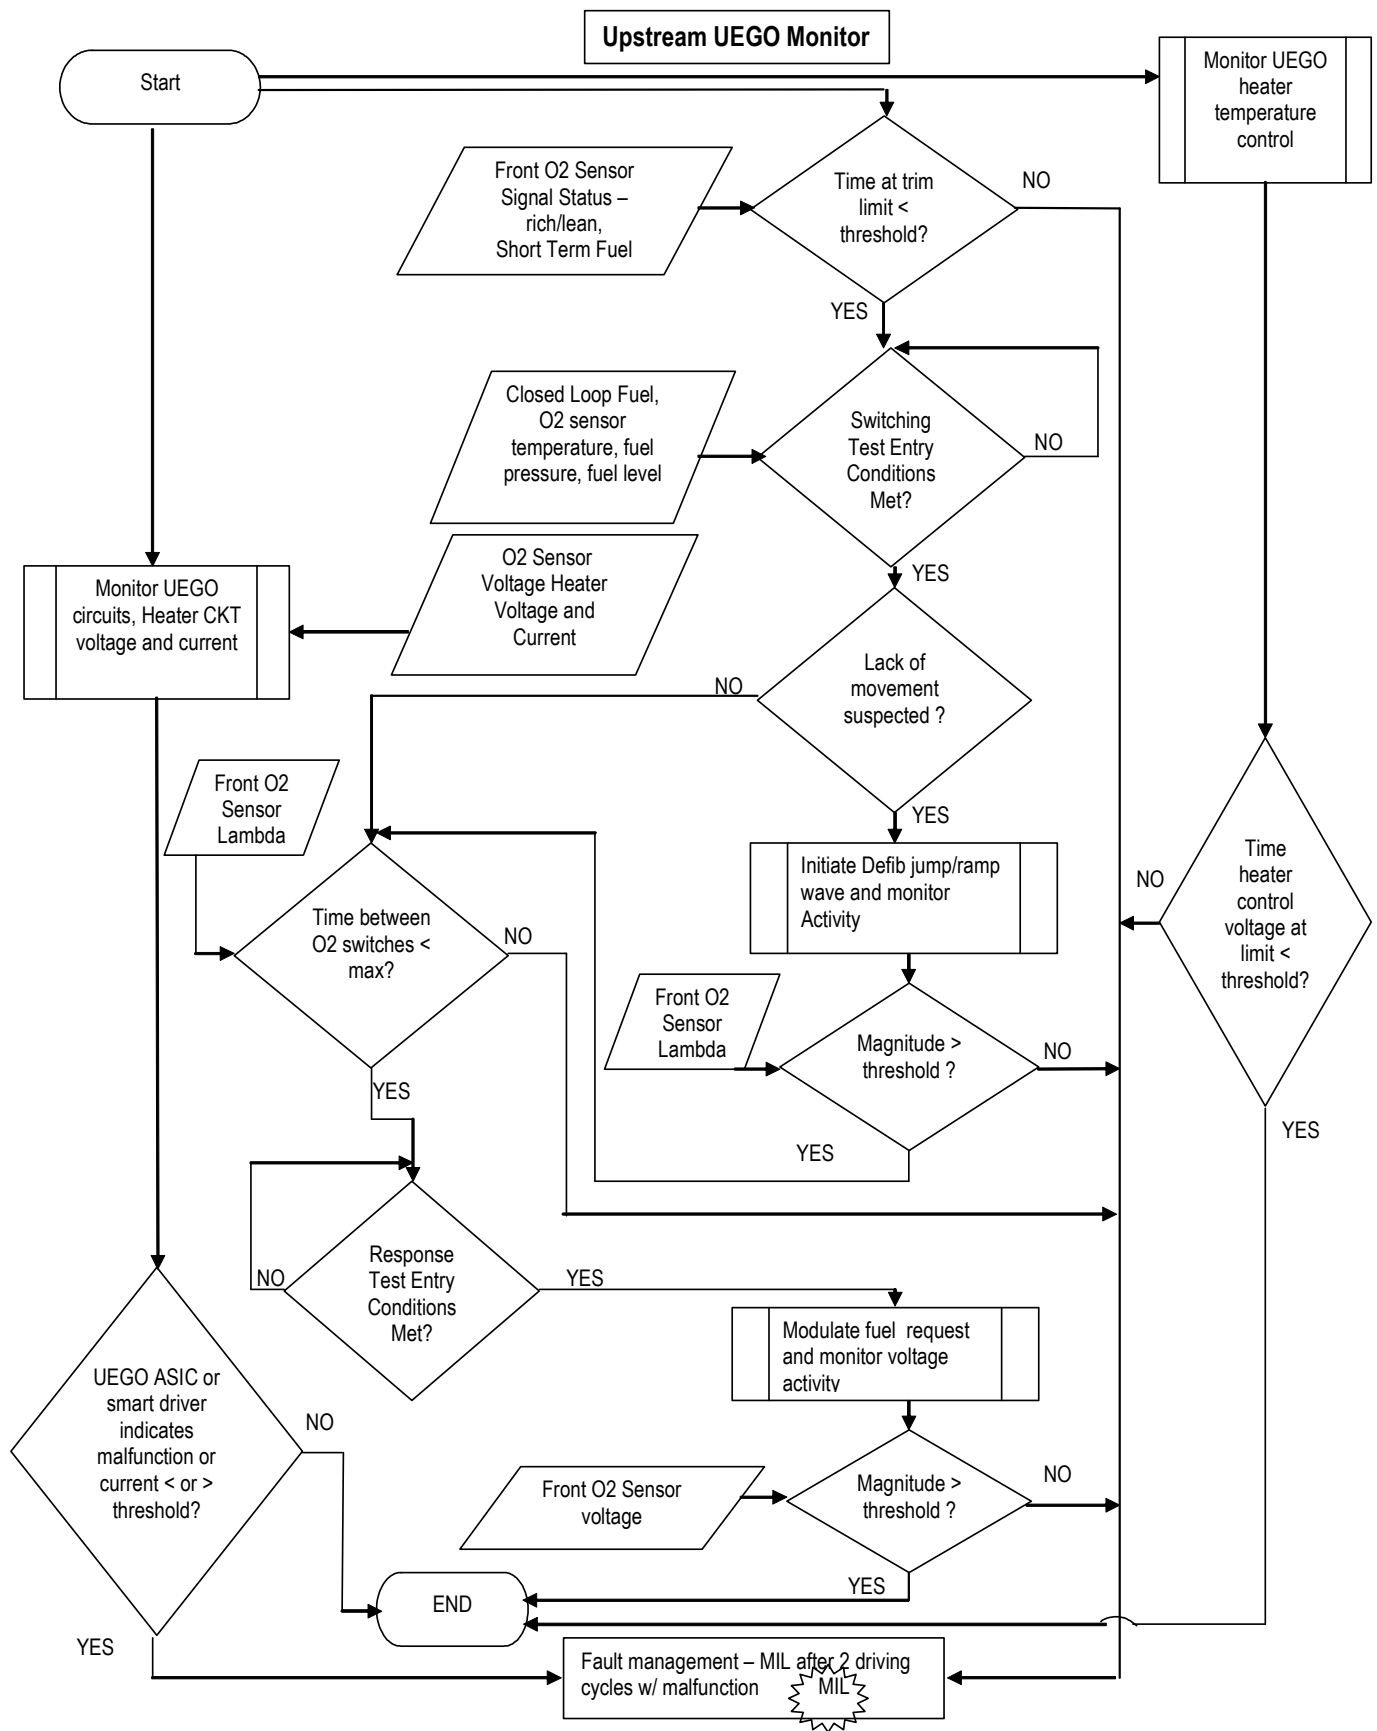 Upstream UEGO Monitor
Start
Monitor UEGO
heater
temperature
control
Front O2 Sensor
Signal Status –
rich/lean,
Short Term Fuel
Time at trim
limit <
threshold?
NO
YES
Closed Loop Fuel,
O2 sensor
temperature, fuel
pressure, fuel level
Switching
Test Entry
Conditions
Met?
NO
YES
O2 Sensor
Voltage Heater
Voltage and
Current
Monitor UEGO
circuits, Heater CKT
voltage and current
Lack of
movement
suspected ?
NO
YES
Front O2
Sensor
Lambda
Initiate Defib jump/ramp
wave and monitor
Activity
Time
heater
control
voltage at
limit <
threshold?
NO
YES
Time between
O2 switches <
max?
NO
YES
Front O2
Sensor
Lambda
Magnitude >
threshold ?
NO
YES
Response
Test Entry
Conditions
Met?
NO
YES
Modulate fuel request
and monitor voltage
activity
UEGO ASIC or
smart driver
indicates
malfunction or
current < or >
threshold?
NO
YES
Front O2 Sensor
voltage
Magnitude >
threshold ?
NO
YES
END
Fault management – MIL after 2 driving
cycles w/ malfunction
MIL